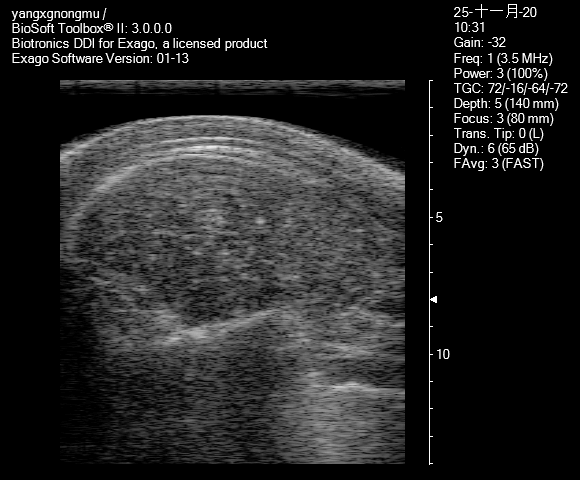 yangxgnongmu /
BioSoft Toolbox® II: 3.0.0.0
Biotronics DDI for Exago, a licensed product
Exago Software Version: 01-13
25-十一月-20
10:31
Gain: -32
Freq: 1 (3.5 MHz)
Power: 3 (100%)
TGC: 72/-16/-64/-72
Depth: 5 (140 mm)
Focus: 3 (80 mm)
Trans. Tip: 0 (L)
Dyn.: 6 (65 dB)
FAvg: 3 (FAST)
5
10